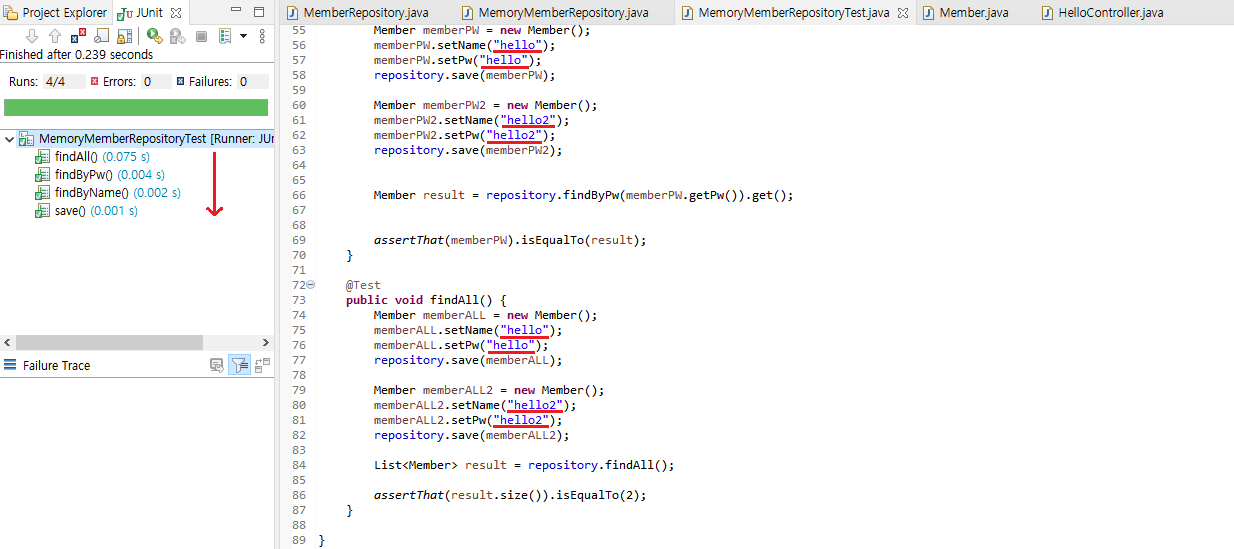 Project Explorer
JUnit
Finished after 0.239 seconds
Runs: 4/4 Errors: 0 Failures: 0
MemoryMemberRepositoryTest [Runner: JUr
findAll() (0.075 s)
findByPw() (0.004 s)
findByName() (0.002 s)
save() (0.001 s)
Failure Trace
MemberRepository.java
MemoryMemberRepository.java
MemoryMemberRepositoryTest.java
Member.java
HelloController.java
55 Member memberPW = new Member();
56 memberPW.setName("hello");
57 memberPW.setPw("hello");
58 repository.save(memberPW);
59
60 Member memberPW2 = new Member();
61 memberPW2.setName("hello2");
62 memberPW2.setPw("hello2");
63 repository.save(memberPW2);
64
65
66 Member result = repository.findByPw(memberPW.getPw()).get();
67
68
69 assertThat(memberPW).isEqualTo(result);
70 }
71
72 @Test
73 public void findAll() {
74 Member memberALL = new Member();
75 memberALL.setName("hello");
76 memberALL.setPw("hello");
77 repository.save(memberALL);
78
79 Member memberALL2 = new Member();
80 memberALL2.setName("hello2");
81 memberALL2.setPw("hello2");
82 repository.save(memberALL2);
83
84 List<Member> result = repository.findAll();
85
86 assertThat(result.size()).isEqualTo(2);
87 }
88
89 }